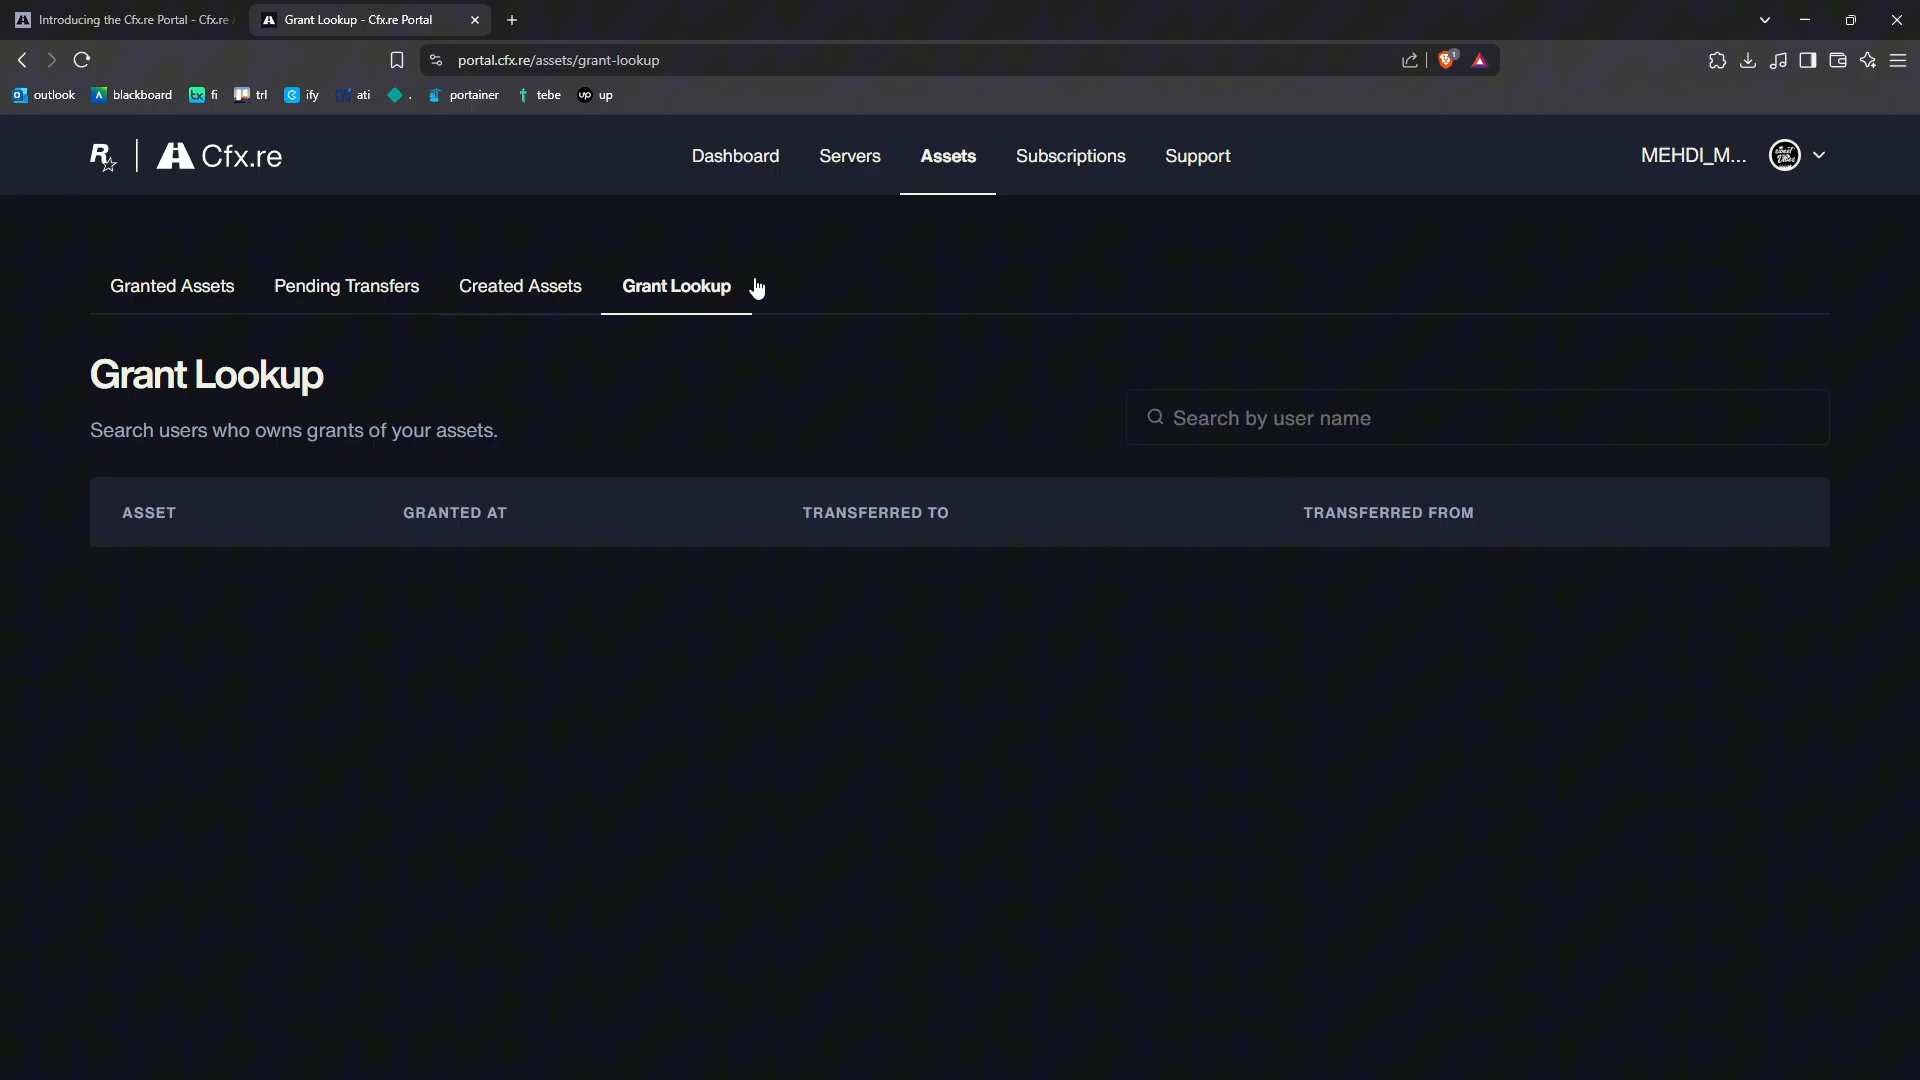 Introducing the Cfx.re Portal - Cfx.re
Grant Lookup - Cfx.re Portal
portal.cfx.re/assets/grant-lookup
1
outlook
blackboard
fi
trl
ify
ati
.
portainer
tebe
up
Cfx.re
Dashboard
Servers
Assets
Subscriptions
Support
MEHDI_M...
Granted Assets
Pending Transfers
Created Assets
Grant Lookup
Grant Lookup
Search users who owns grants of your assets.
Search by user name
ASSET
GRANTED AT
TRANSFERRED TO
TRANSFERRED FROM